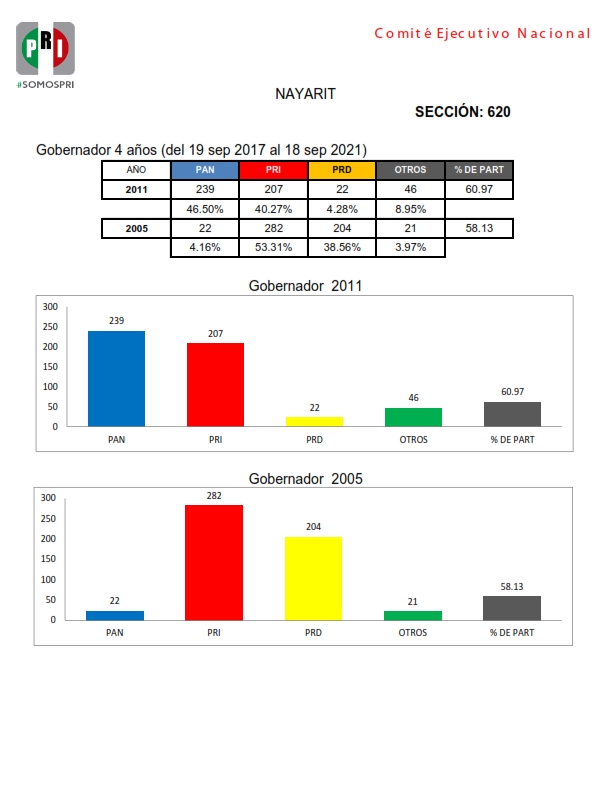 Comité Ejecutivo Nacional
PRI
#SOMOSPRI
NAYARIT
SECCIÓN: 620
Gobernador 4 años (del 19 sep 2017 al 18 sep 2021)
AÑO PAN PRI PRD OTROS % DE PART
2011 239 207 22 46 60.97
46.50% 40.27% 4.28% 8.95%
2005 22 282 204 21 58.13
4.16% 53.31% 38.56% 3.97%
Gobernador 2011
300
250
200
150
100
50
0
239
207
22
46
60.97
PAN PRI PRD OTROS % DE PART
Gobernador 2005
300
250
200
150
100
50
0
22
282
204
21
58.13
PAN PRI PRD OTROS % DE PART